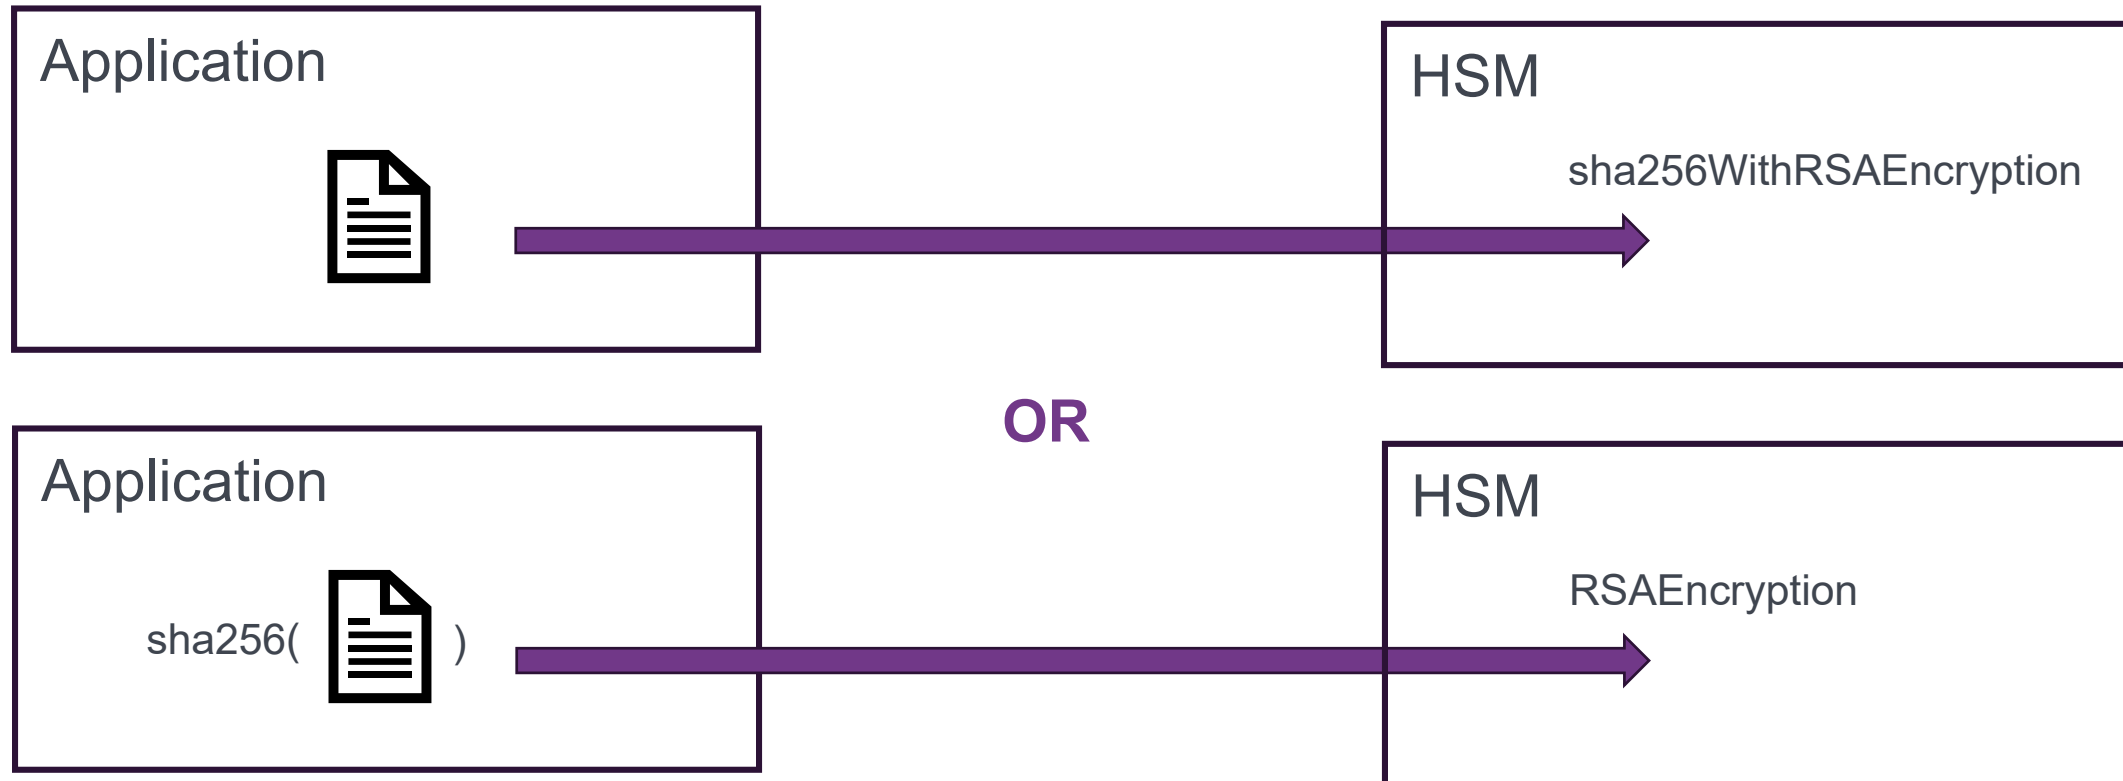 Application
HSM
sha256WithRSAEncryption
OR
Application
HSM
sha256( )
RSAEncryption